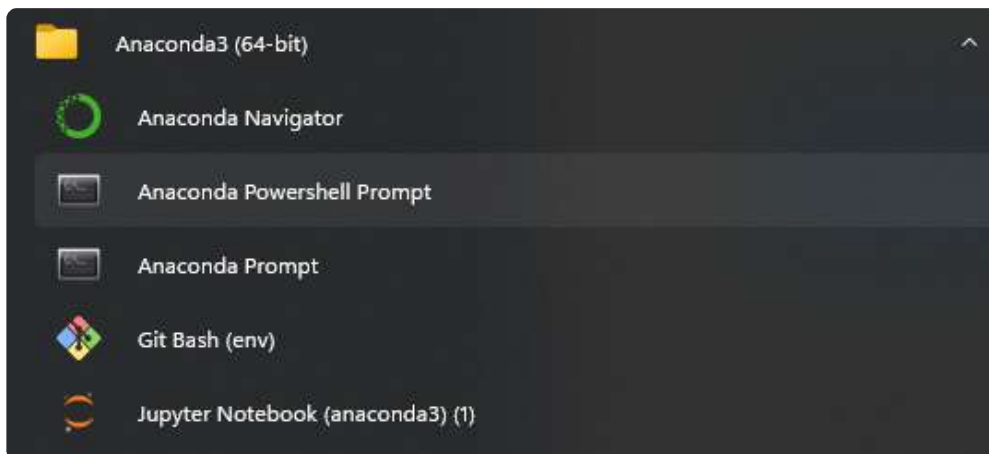 Anaconda3 (64-bit)
Anaconda Navigator
Anaconda Powershell Prompt
Anaconda Prompt
Git Bash (env)
Jupyter Notebook (anaconda3) (1)